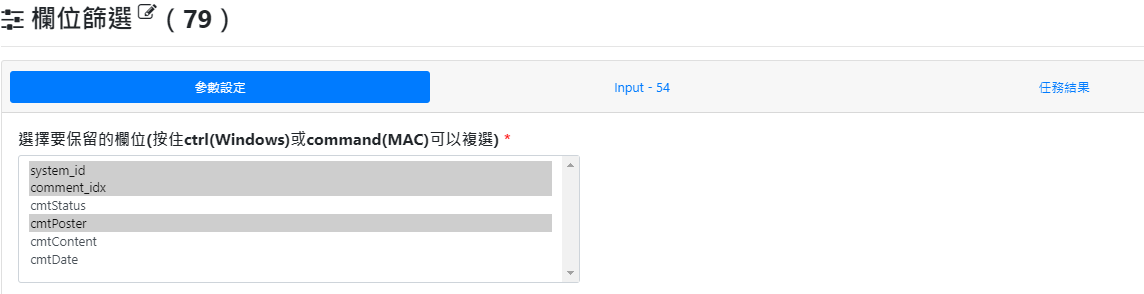 欄位篩選 ( 79 )
參數設定 Input - 54 任務結果
選擇要保留的欄位(按住ctrl(Windows)或command(MAC)可以複選) *
system_id
comment_idx
cmtStatus
cmtPoster
cmtContent
cmtDate